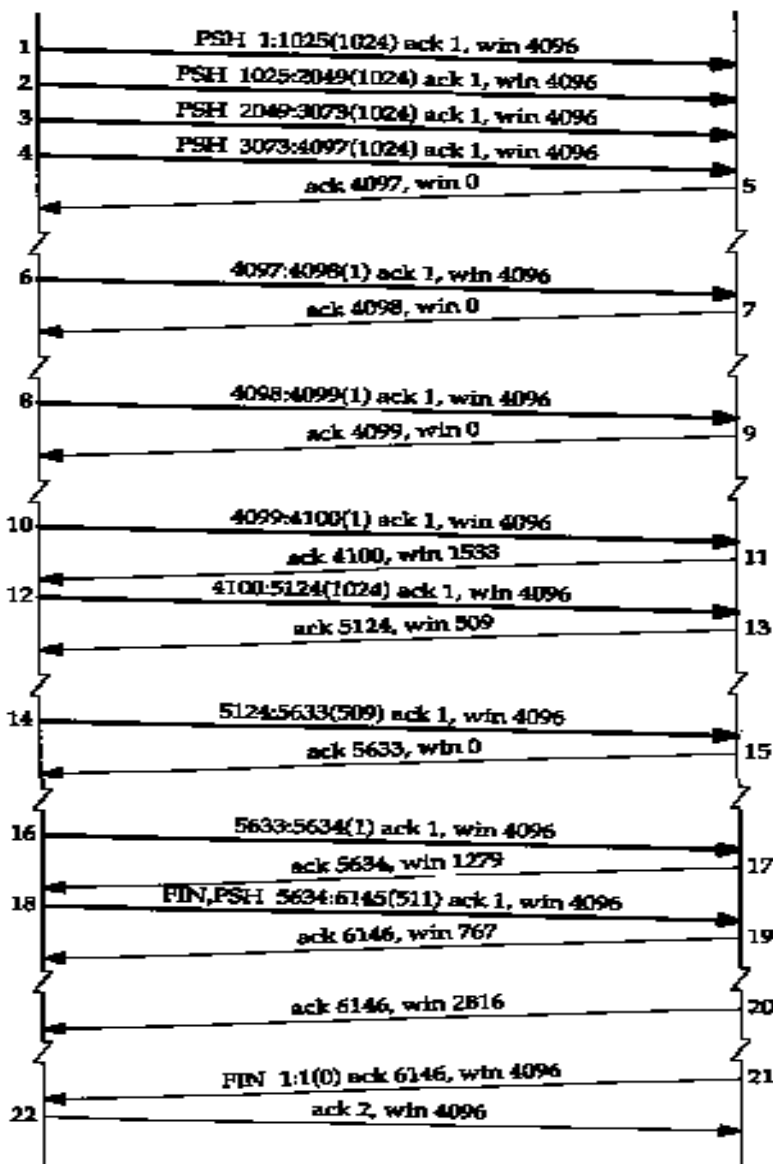 1 PSH 1:1025(1024) ack 1, win 4096
2 PSH 1025:2049(1024) ack 1, win 4096
3 PSH 2049:3073(1024) ack 1, win 4096
4 PSH 3073:4097(1024) ack 1, win 4096
ack 4097, win 0 5
6 4097:4098(1) ack 1, win 4096
ack 4098, win 0 7
8 4098:4099(1) ack 1, win 4096
ack 4099, win 0 9
10 4099:4100(1) ack 1, win 4096
ack 4100, win 1533 11
12 4100:5124(1024) ack 1, win 4096
ack 5124, win 509 13
14 5124:5633(509) ack 1, win 4096
ack 5633, win 0 15
16 5633:5634(1) ack 1, win 4096
ack 5634, win 1279 17
18 FIN,PSH 5634:6145(511) ack 1, win 4096
ack 6146, win 767 19
ack 6146, win 2816 20
FIN 1:1(0) ack 6146, win 4096 21
22 ack 2, win 4096